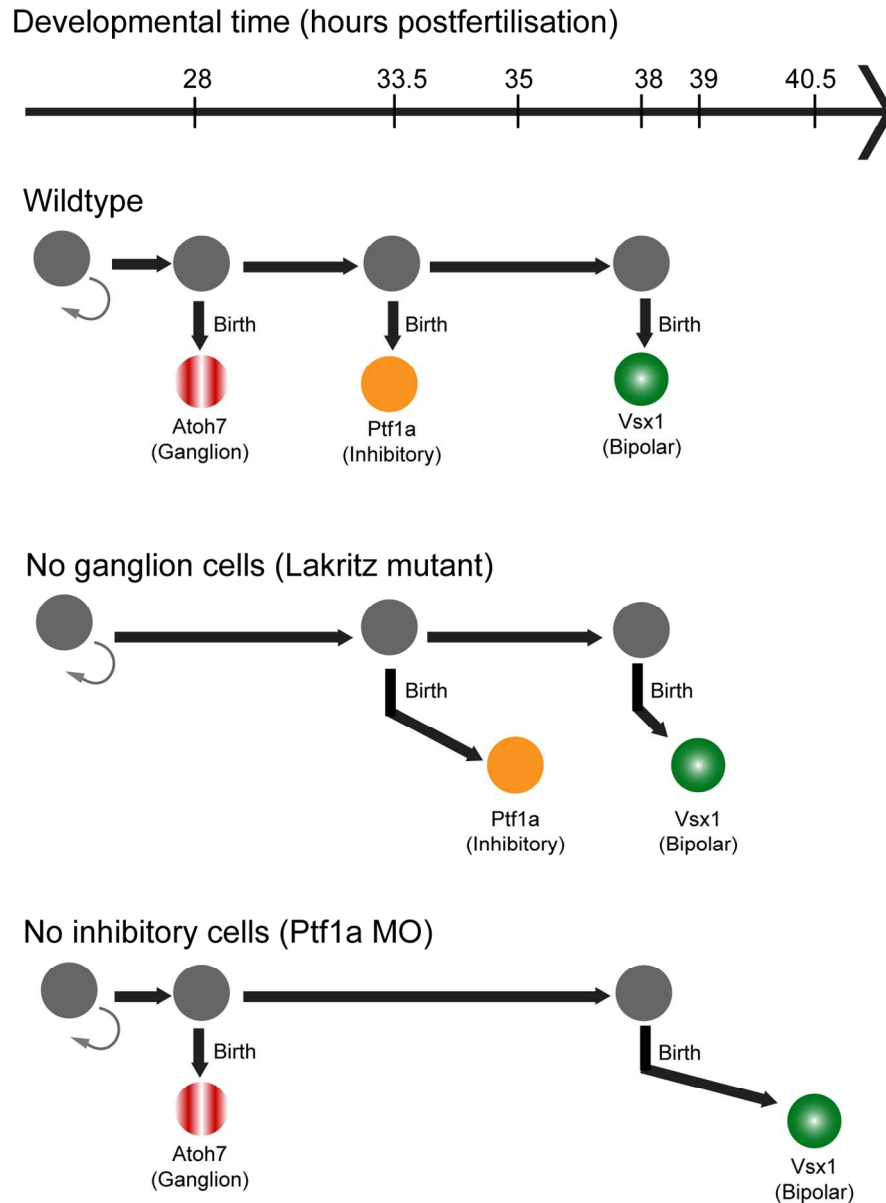 Developmental time (hours postfertilisation)
28 33.5 35 38 39 40.5
Wildtype
Birth Birth Birth
Atoh7
(Ganglion)
Ptf1a
(Inhibitory)
Vsx1
(Bipolar)
No ganglion cells (Lakritz mutant)
Birth Birth
Ptf1a
(Inhibitory)
Vsx1
(Bipolar)
No inhibitory cells (Ptf1a MO)
Birth Birth
Atoh7
(Ganglion)
Vsx1
(Bipolar)